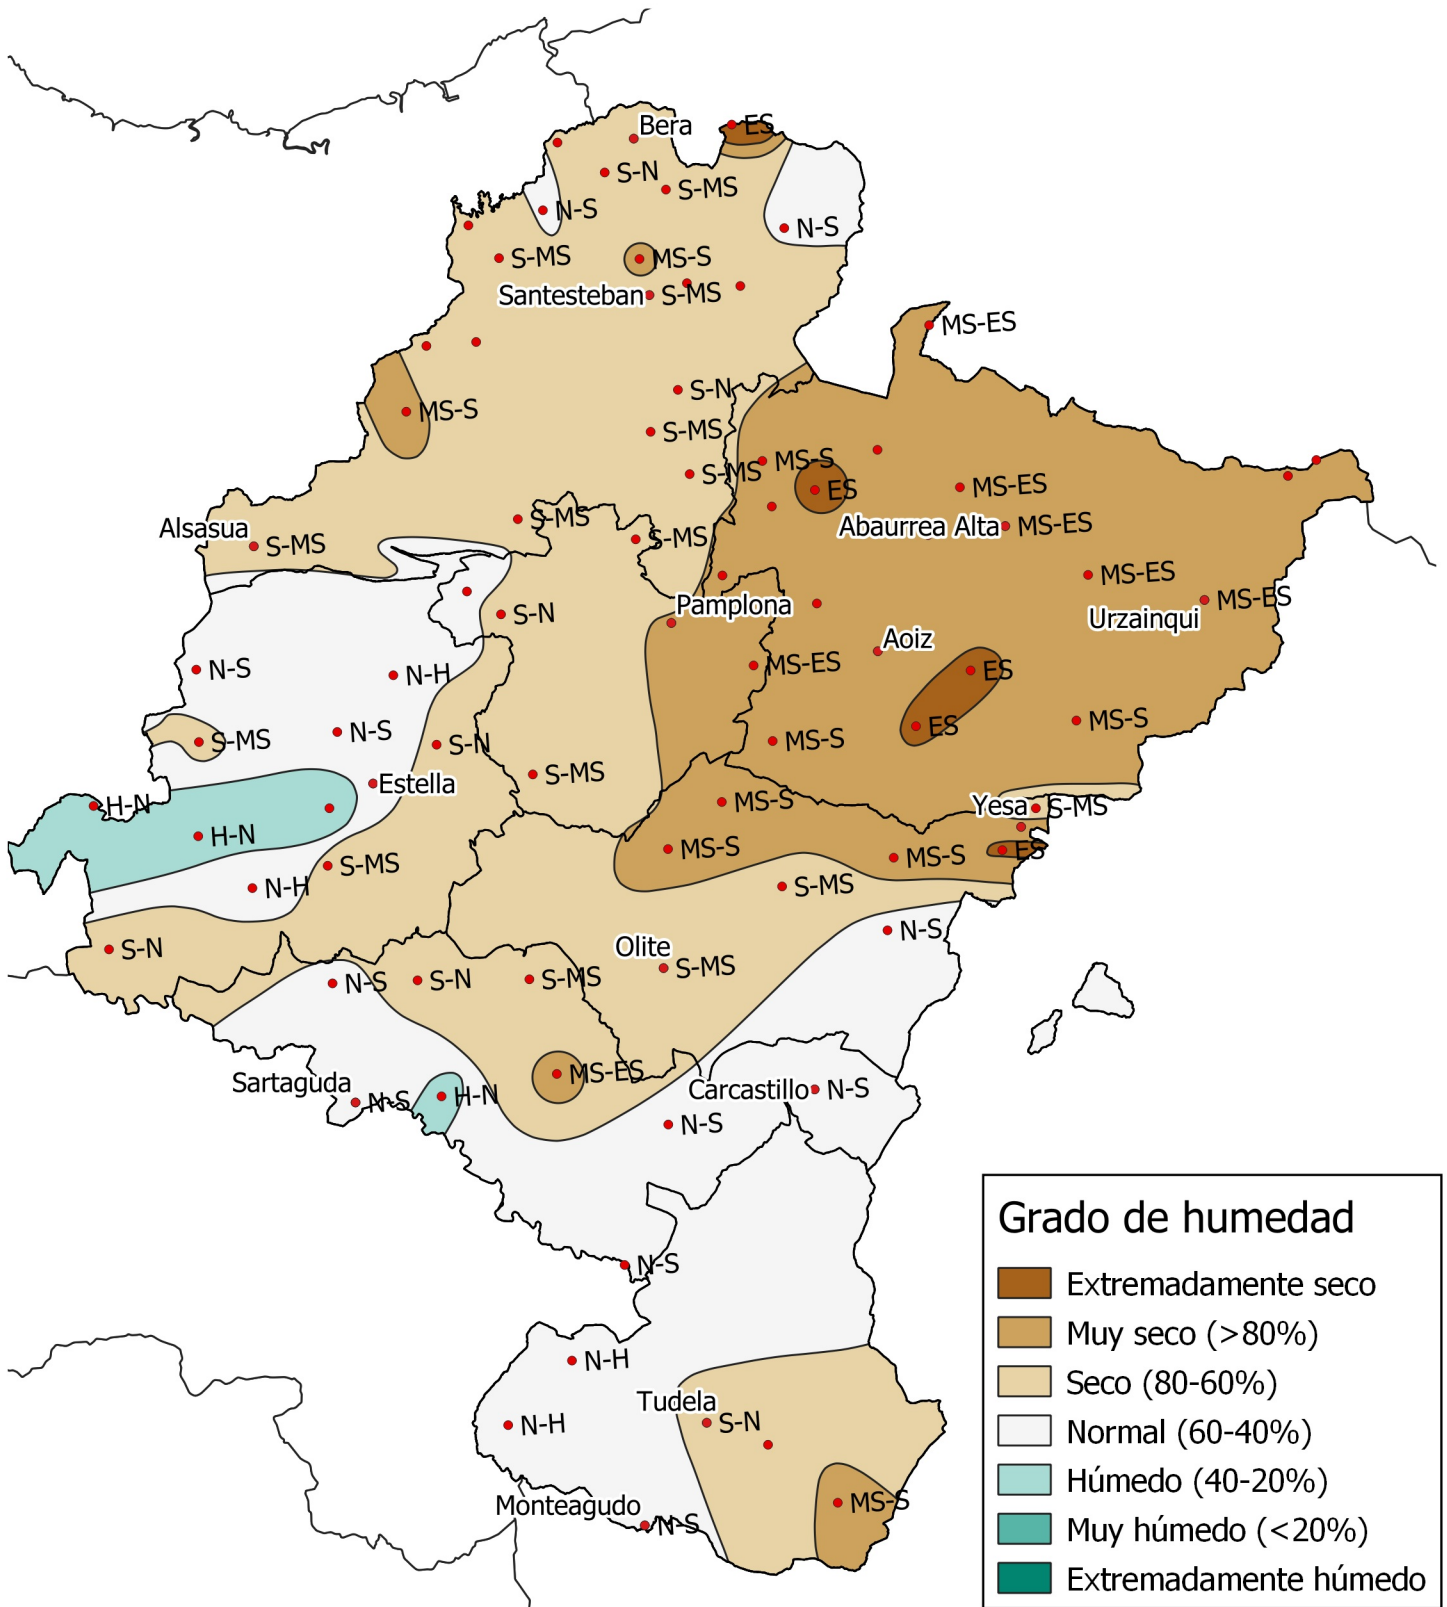 Bera
ES
S-N
S-MS
N-S
N-S
S-MS
MS-S
Santesteban
S-MS
MS-ES
S-N
MS-S
S-MS
S-MS
MS-S
ES
MS-ES
Alsasua
S-MS
S-MS
S-MS
Abaurrea Alta
MS-ES
MS-ES
MS-ES
S-N
Pamplona
Urzainqui
Aoiz
N-S
N-H
MS-ES
ES
N-S
S-MS
S-N
MS-S
ES
MS-S
Estella
S-MS
H-N
MS-S
Yesa
S-MS
H-N
MS-S
MS-S
ES
S-MS
N-H
S-MS
S-N
Olite
N-S
S-MS
N-S
S-N
S-MS
MS-ES
Sartaguda
N-S
H-N
Carcastillo
N-S
N-S
N-S
N-H
Tudela
N-H
S-N
Monteagudo
N-S
MS-S
Grado de humedad
Extremadamente seco
Muy seco (>80%)
Seco (80-60%)
Normal (60-40%)
Húmedo (40-20%)
Muy húmedo (<20%)
Extremadamente húmedo